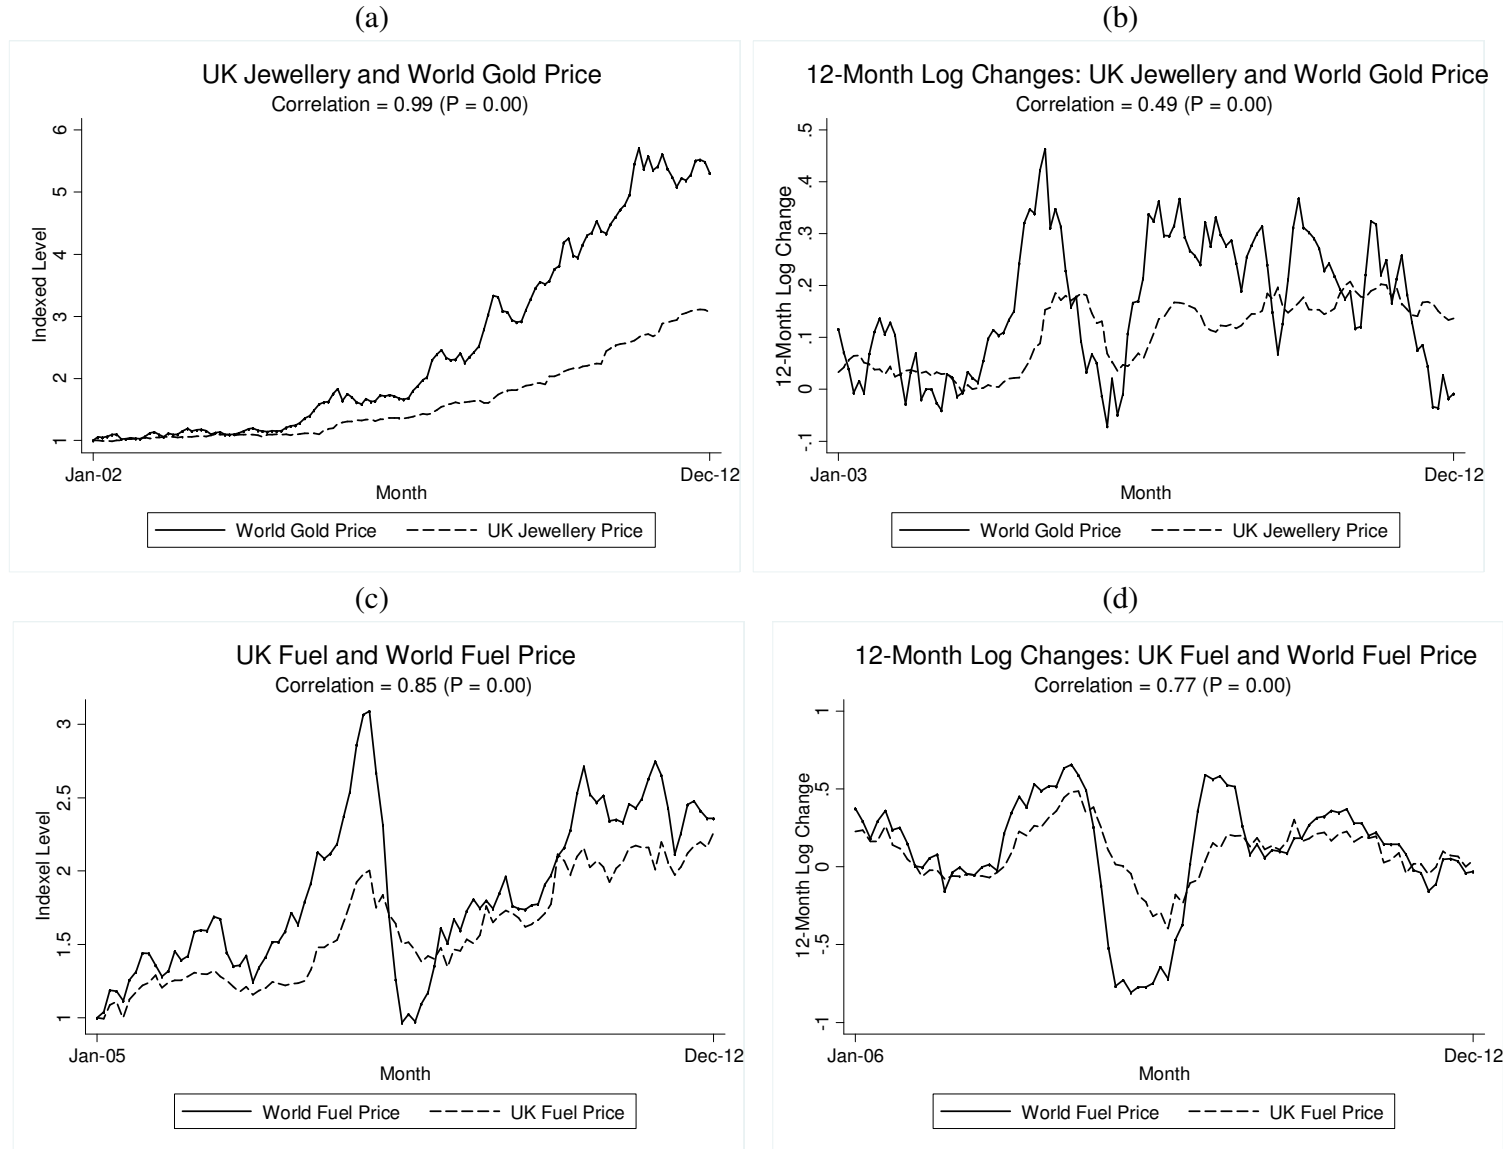 (a)
UK Jewellery and World Gold Price
Correlation = 0.99 (P = 0.00)
Indexed Level
6
5
4
3
2
1
Jan-02
Dec-12
Month
World Gold Price
UK Jewellery Price
(b)
12-Month Log Changes: UK Jewellery and World Gold Price
Correlation = 0.49 (P = 0.00)
12-Month Log Change
.5
.4
.3
.2
.1
0
-.1
Jan-03
Dec-12
Month
World Gold Price
UK Jewellery Price
(c)
UK Fuel and World Fuel Price
Correlation = 0.85 (P = 0.00)
Indexel Level
3
2.5
2
1.5
1
Jan-05
Dec-12
Month
World Fuel Price
UK Fuel Price
(d)
12-Month Log Changes: UK Fuel and World Fuel Price
Correlation = 0.77 (P = 0.00)
12-Month Log Change
1
.5
0
-.5
-1
Jan-06
Dec-12
Month
World Fuel Price
UK Fuel Price